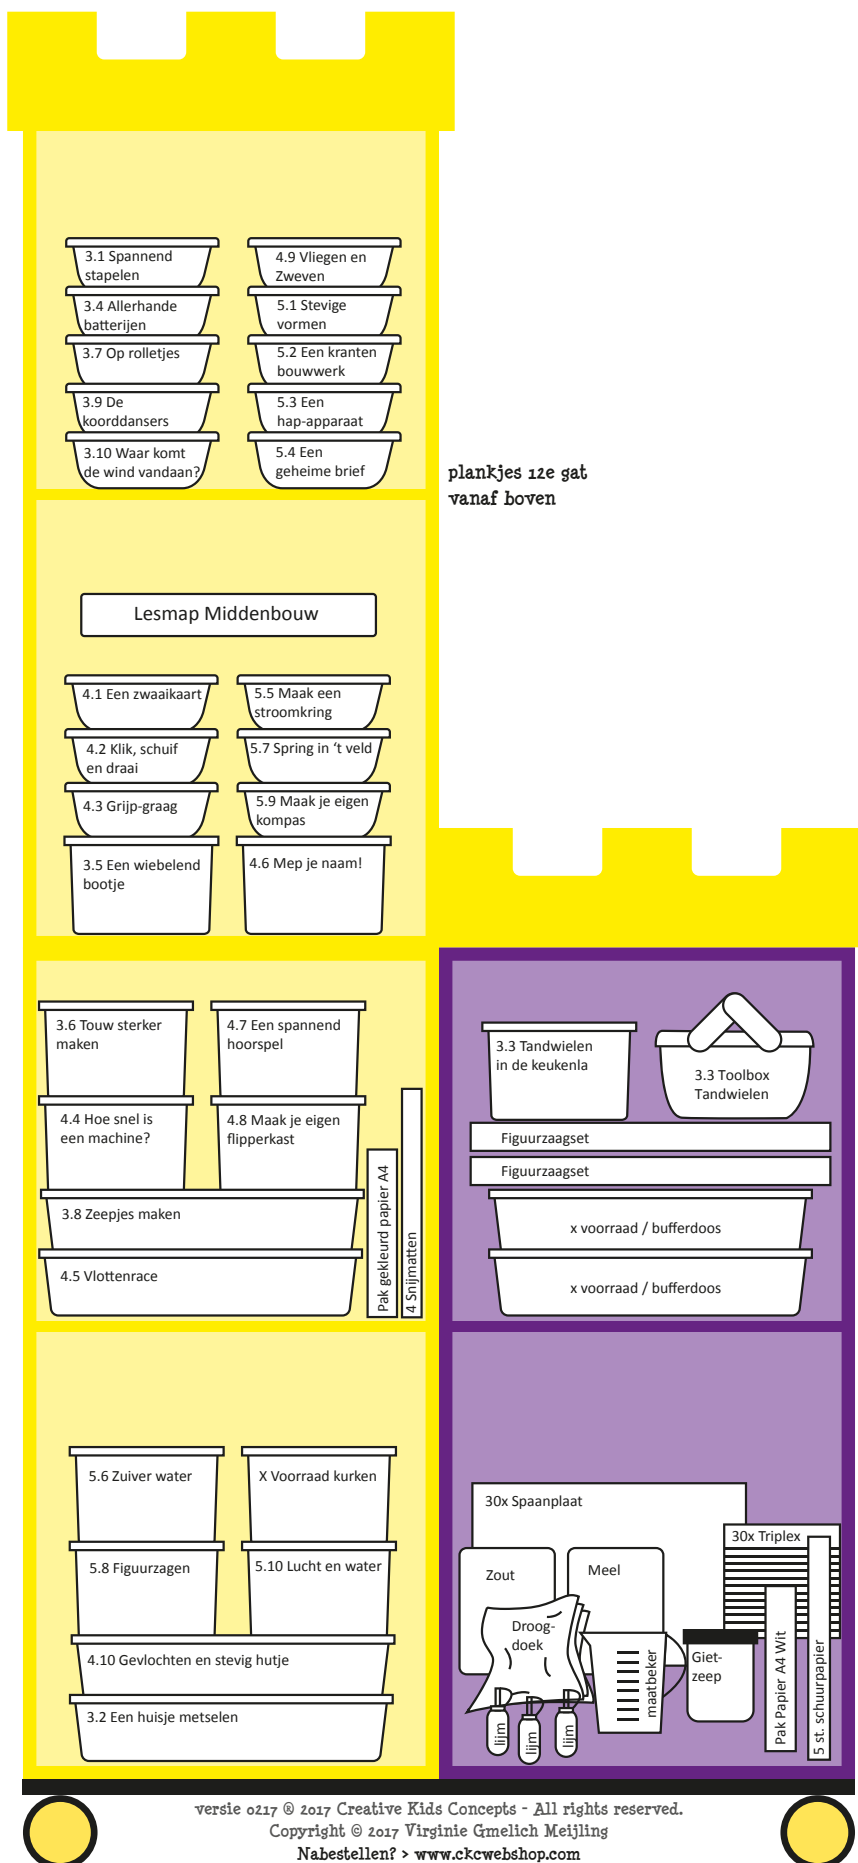 3.1 Spannend
stapelen
3.4 Allerhande
batterijen
3.7 Op rolletjes
3.9 De
koorddansers
3.10 Waar komt
de wind vandaan?
4.9 Vliegen en
Zweven
5.1 Stevige
vormen
5.2 Een kranten
bouwwerk
5.3 Een
hap-apparaat
5.4 Een
geheime brief
plankjes 12e gat
vanaf boven
Lesmap Middenbouw
4.1 Een zwaaikaart
4.2 Klik, schuif
en draai
4.3 Grijp-graag
3.5 Een wiebelend
bootje
5.5 Maak een
stroomkring
5.7 Spring in ‘t veld
5.9 Maak je eigen
kompas
4.6 Mep je naam!
3.6 Touw sterker
maken
4.7 Een spannend
hoorspel
4.4 Hoe snel is
een machine?
4.8 Maak je eigen
flipperkast
3.8 Zeepjes maken
4.5 Vlottenrace
Pak gekleurd papier A4
4 Snijmatten
3.3 Tandwielen
in de keukenla
3.3 Toolbox
Tandwielen
Figuurzaagset
Figuurzaagset
x voorraad / bufferdoos
x voorraad / bufferdoos
5.6 Zuiver water
X Voorraad kurken
5.8 Figuurzagen
5.10 Lucht en water
4.10 Gevlochten en stevig hutje
3.2 Een huisje metselen
30x Spaanplaat
30x Triplex
Zout
Meel
Droog-
doek
maatbeker
Giet-
zeep
Pak Papier A4 Wit
5 st. schuurpapier
lijm
lijm
lijm
versie 0217 ® 2017 Creative Kids Concepts - All rights reserved.
Copyright © 2017 Virginie Gmelich Meijling
Nabestellen? > www.ckcwebshop.com